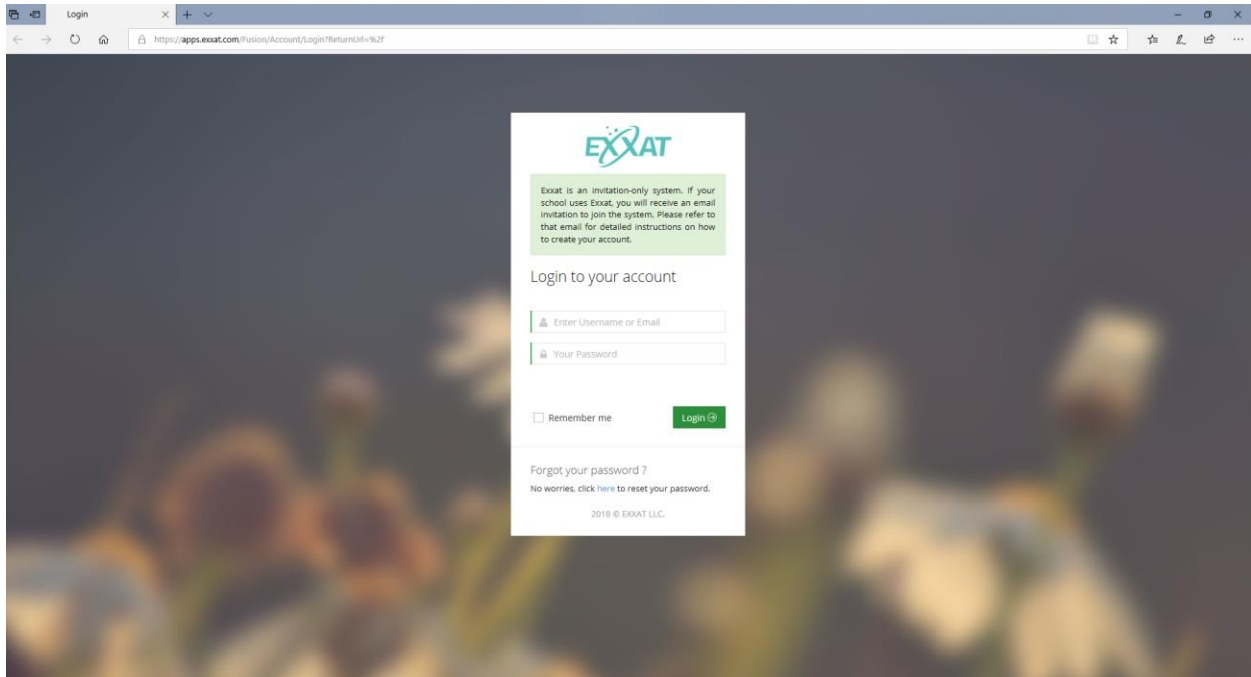 Login
https://apps.exxat.com/Fusion/Account/Login?ReturnUrl=%2f
EXXAT
Exxat is an invitation-only system. If your
school uses Exxat, you will receive an email
invitation to join the system. Please refer to
that email for detailed instructions on how
to create your account.
Login to your account
Enter Username or Email
Your Password
Remember me
Login
Forgot your password ?
No worries, click here to reset your password.
2018 © EXXAT LLC.